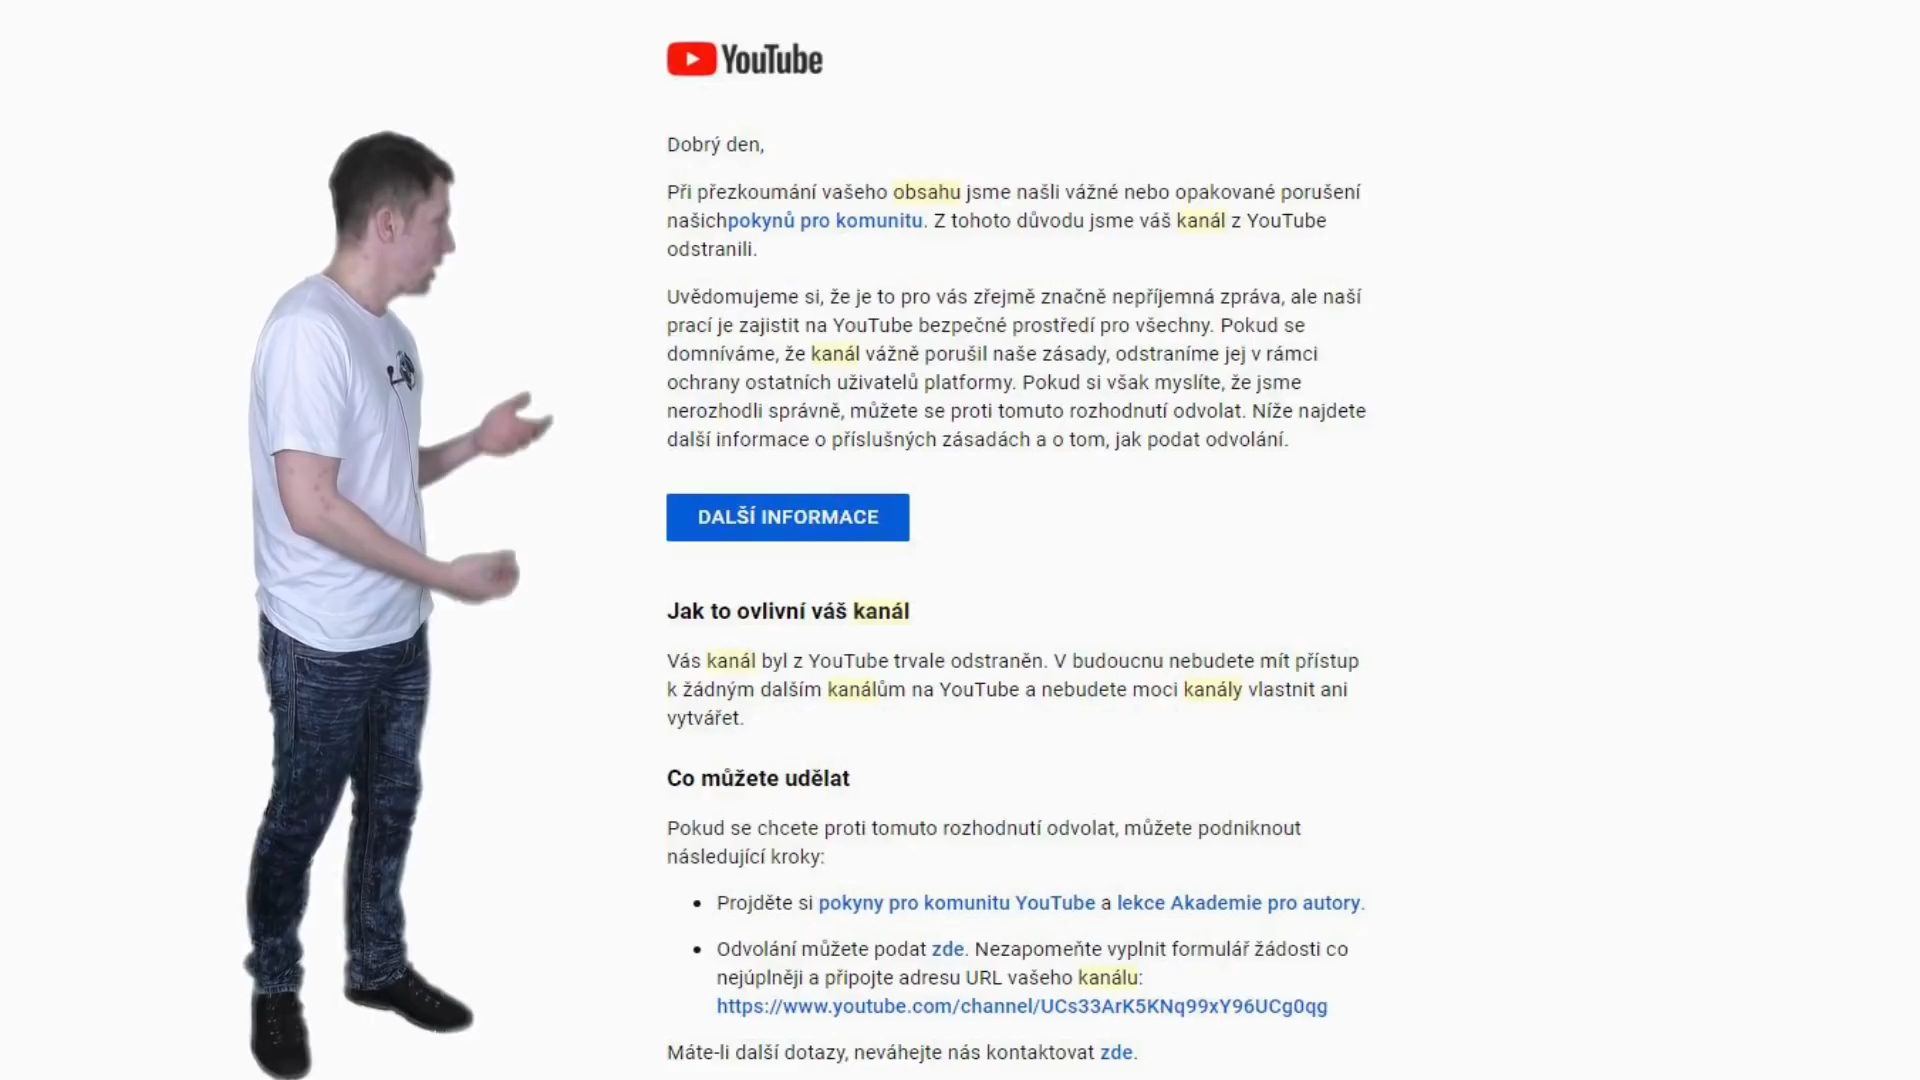 YouTube
Dobrý den,
Při přezkoumání vašeho obsahu jsme našli vážné nebo opakované porušení
našichpokynů pro komunitu. Z tohoto důvodu jsme váš kanál z YouTube
odstranili.
Uvědomujeme si, že je to pro vás zřejmě značně nepříjemná zpráva, ale naší
prací je zajistit na YouTube bezpečné prostředí pro všechny. Pokud se
domníváme, že kanál vážně porušil naše zásady, odstraníme jej v rámci
ochrany ostatních uživatelů platformy. Pokud si však myslíte, že jsme
nerozhodli správně, můžete se proti tomuto rozhodnutí odvolat. Níže najdete
další informace o příslušných zásadách a o tom, jak podat odvolání.
DALŠÍ INFORMACE
Jak to ovlivní váš kanál
Vás kanál byl z YouTube trvale odstraněn. V budoucnu nebudete mít přístup
k žádným dalším kanálům na YouTube a nebudete moci kanály vlastnit ani
vytvářet.
Co můžete udělat
Pokud se chcete proti tomuto rozhodnutí odvolat, můžete podniknout
následující kroky:
• Projděte si pokyny pro komunitu YouTube a lekce Akademie pro autory.
• Odvolání můžete podat zde. Nezapomeňte vyplnit formulář žádosti co
nejúplněji a připojte adresu URL vašeho kanálu:
https://www.youtube.com/channel/UCs33ArK5KNq99xY96UCg0qg
Máte-li další dotazy, neváhejte nás kontaktovat zde.